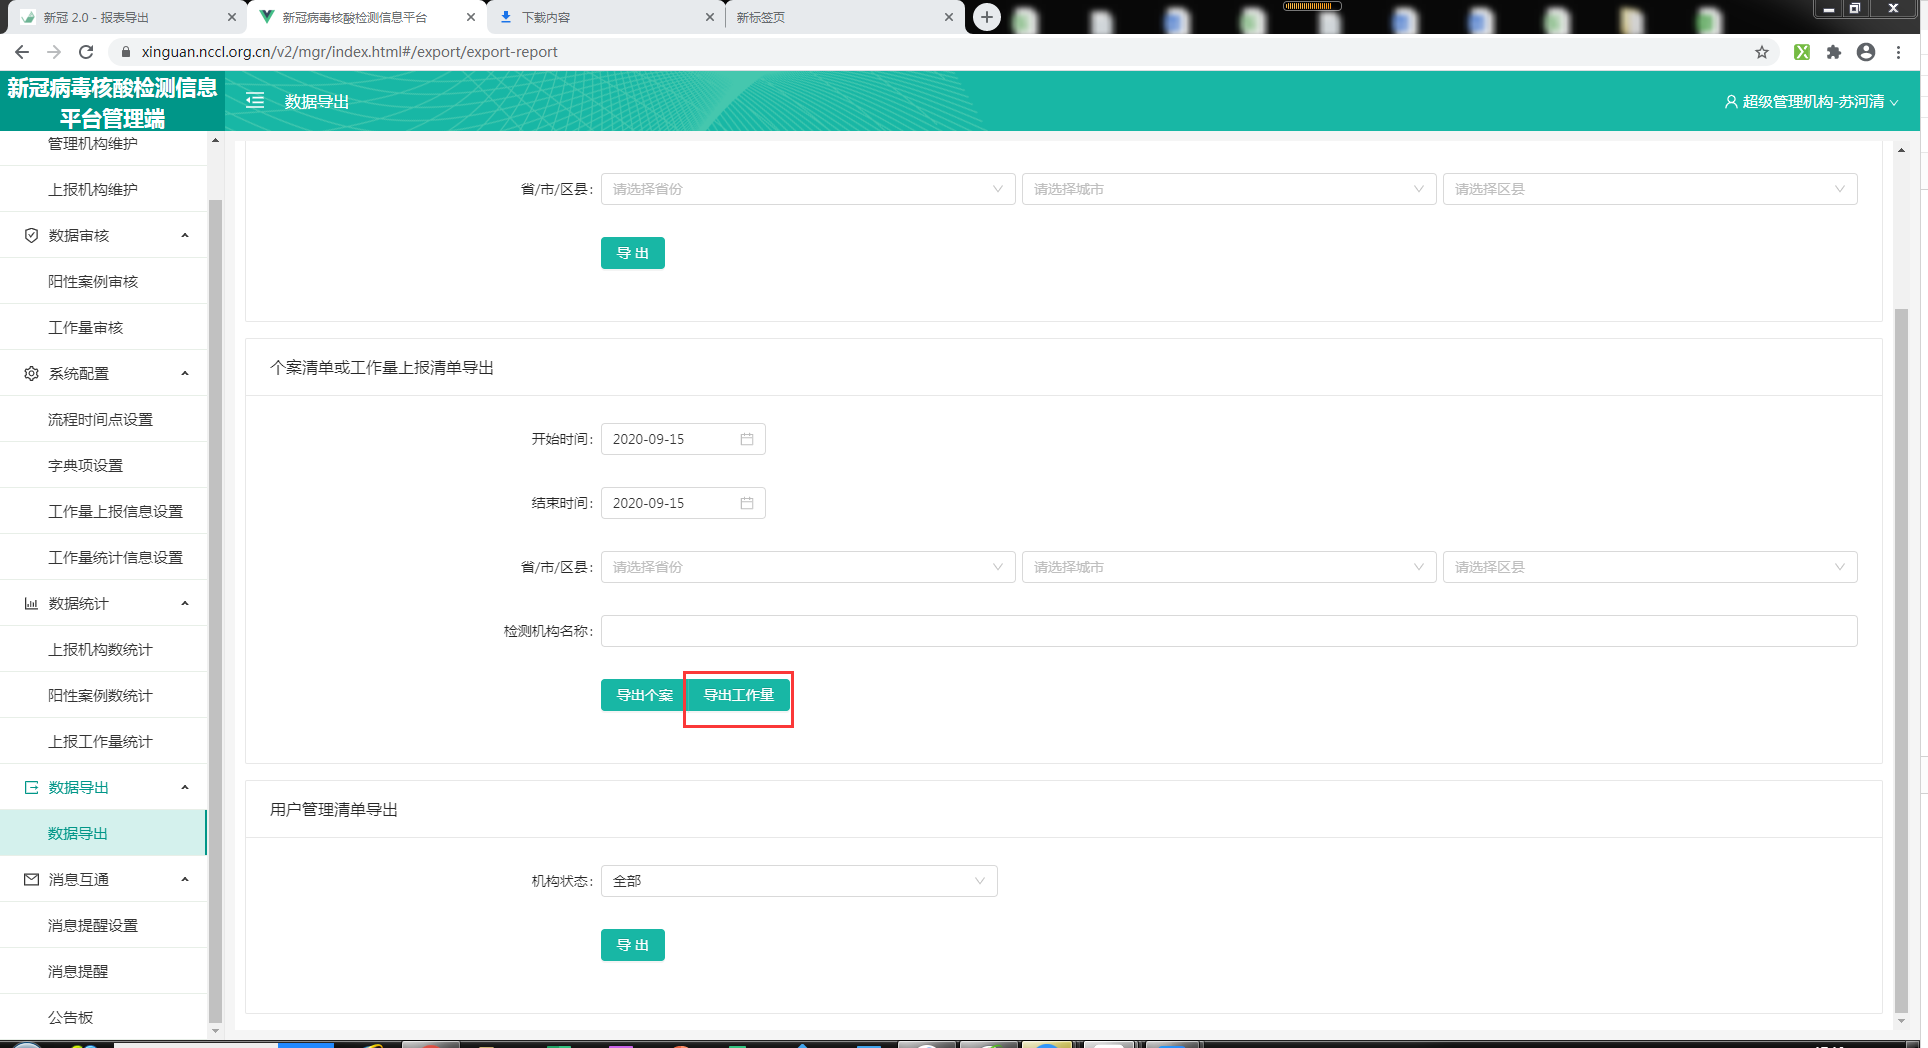 新冠 2.0 - 报表导出
新冠病毒核酸检测信息平台
下载内容
新标签页
xinguan.nccl.org.cn/v2/mgr/index.html#/export/export-report
新冠病毒核酸检测信息
平台管理端
数据导出
超级管理机构-苏河清
管理机构维护
上报机构维护
数据审核
阳性案例审核
工作量审核
系统配置
流程时间点设置
字典项设置
工作量上报信息设置
工作量统计信息设置
数据统计
上报机构数统计
阳性案例数统计
上报工作量统计
数据导出
数据导出
消息互通
消息提醒设置
消息提醒
公告板
省/市/区县: 请选择省份 请选择城市 请选择区县
导 出
个案清单或工作量上报清单导出
开始时间: 2020-09-15
结束时间: 2020-09-15
省/市/区县: 请选择省份 请选择城市 请选择区县
检测机构名称:
导出个案 导出工作量
用户管理清单导出
机构状态: 全部
导 出